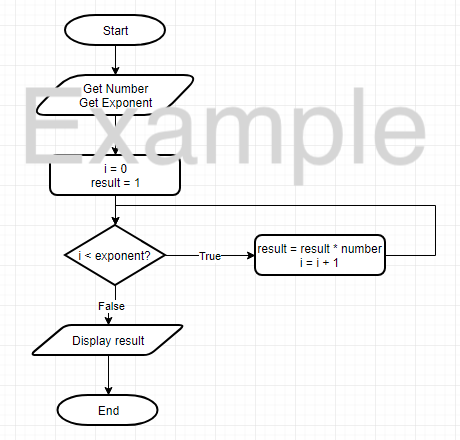 Start
Get Number
Get Exponent
Example
i = 0
result = 1
i < exponent?
True
result = result * number
i = i + 1
False
Display result
End